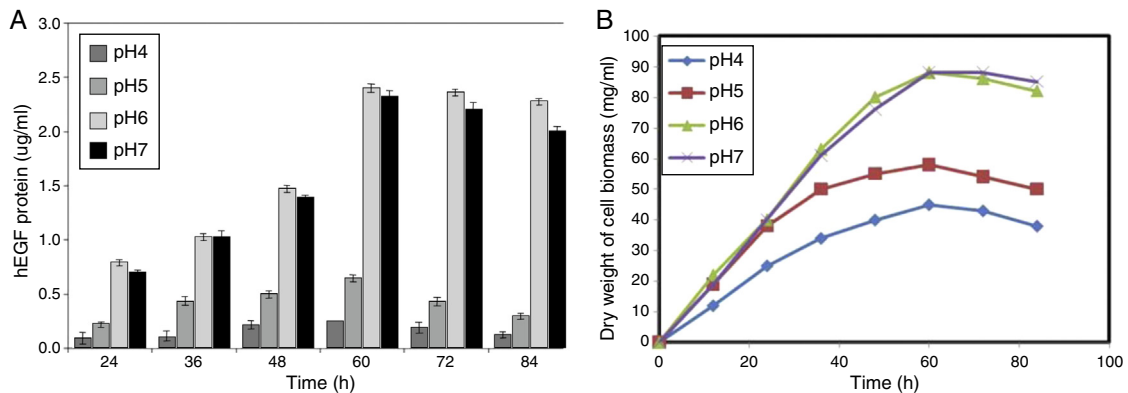 A
hEGF protein (ug/ml)
3.0
2.5
2.0
1.5
1.0
0.5
0.0
pH4
pH5
pH6
pH7
24 36 48 60 72 84
Time (h)
B
Dry weight of cell biomass (mg/ml)
100
90
80
70
60
50
40
30
20
10
0
pH4
pH5
pH6
pH7
0 20 40 60 80 100
Time (h)